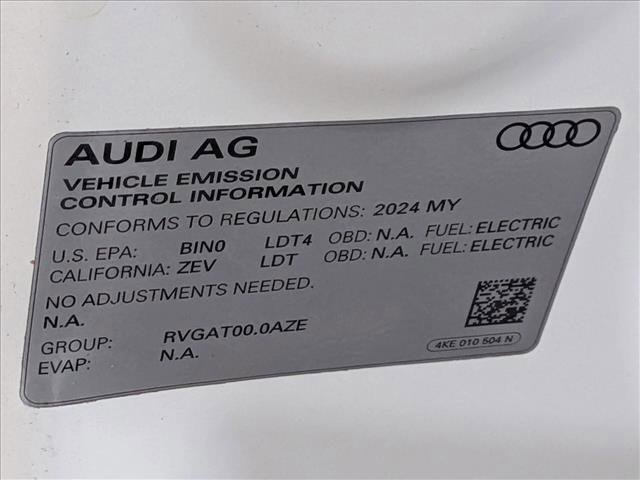 AUDI AG
VEHICLE EMISSION
CONTROL INFORMATION
CONFORMS TO REGULATIONS: 2024 MY
U.S. EPA: BIN0 LDT4 OBD: N.A. FUEL: ELECTRIC
CALIFORNIA: ZEV LDT OBD: N.A. FUEL: ELECTRIC
NO ADJUSTMENTS NEEDED.
N.A.
GROUP: RVGAT00.0AZE
EVAP: N.A.
4KE 010 504 N